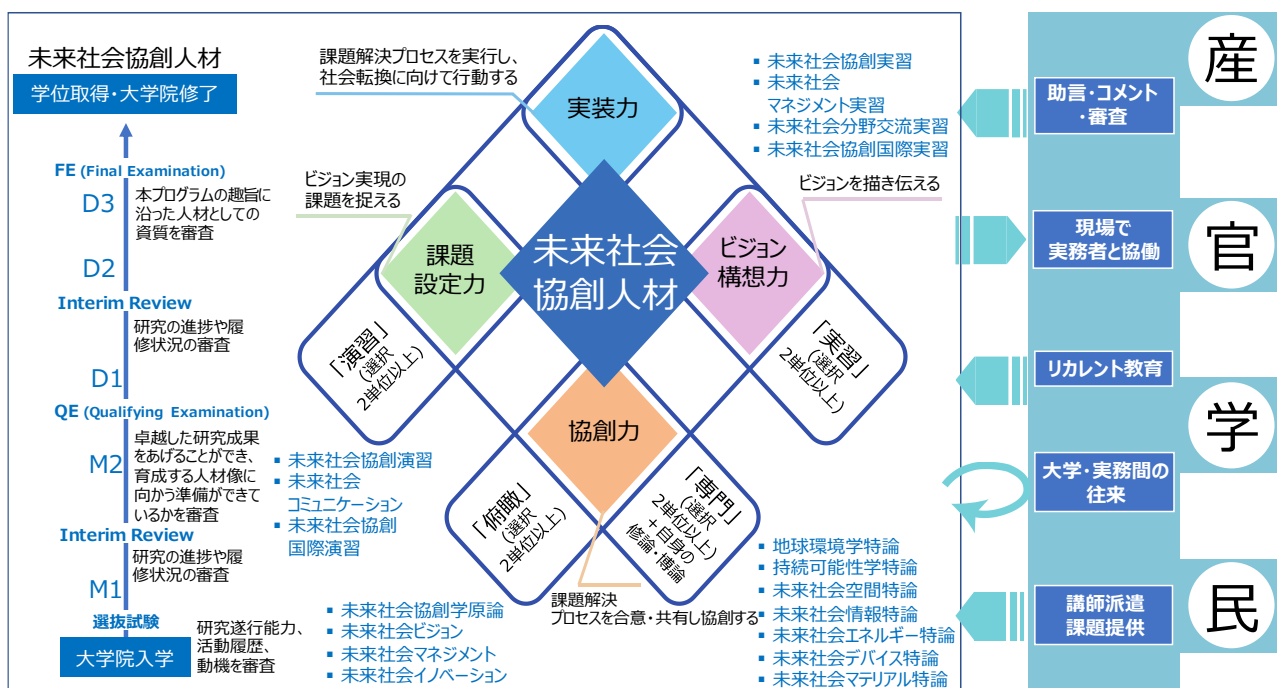 未来社会協創人材
学位取得・大学院修了
FE (Final Examination)
D3
本プログラムの趣旨に
沿った人材としての
資質を審査
D2
Interim Review
研究の進捗や履
修状況の審査
D1
QE (Qualifying Examination)
卓越した研究成果
をあげることができ、
育成する人材像に
向かう準備ができて
いるかを審査
M2
Interim Review
研究の進捗や履
修状況の審査
M1
選抜試験
研究遂行能力、
活動履歴、
動機を審査
大学院入学
課題解決プロセスを実行し、
社会転換に向けて行動する
実装力
ビジョン実現の
課題を捉える
課題
設定力
未来社会
協創人材
ビジョンを描き伝える
ビジョン
構想力
協創力
課題解決
プロセスを合意・共有し協創する
「演習」
(選択
2単位以上)
「俯瞰」
(選択
2単位以上)
「専門」
(選択
2単位以上)
+自身の
修論・博論
「実習」
(選択
2単位以上)
▪ 未来社会協創実習
▪ 未来社会
マネジメント実習
▪ 未来社会分野交流実習
▪ 未来社会協創国際実習
▪ 未来社会協創演習
▪ 未来社会
コミュニケーション
▪ 未来社会協創
国際演習
▪ 未来社会協創学原論
▪ 未来社会ビジョン
▪ 未来社会マネジメント
▪ 未来社会イノベーション
▪ 地球環境学特論
▪ 持続可能性学特論
▪ 未来社会空間特論
▪ 未来社会情報特論
▪ 未来社会エネルギー特論
▪ 未来社会デバイス特論
▪ 未来社会マテリアル特論
助言・コメント
・審査
現場で
実務者と協働
リカレント教育
大学・実務間の
往来
講師派遣
課題提供
産
官
学
民